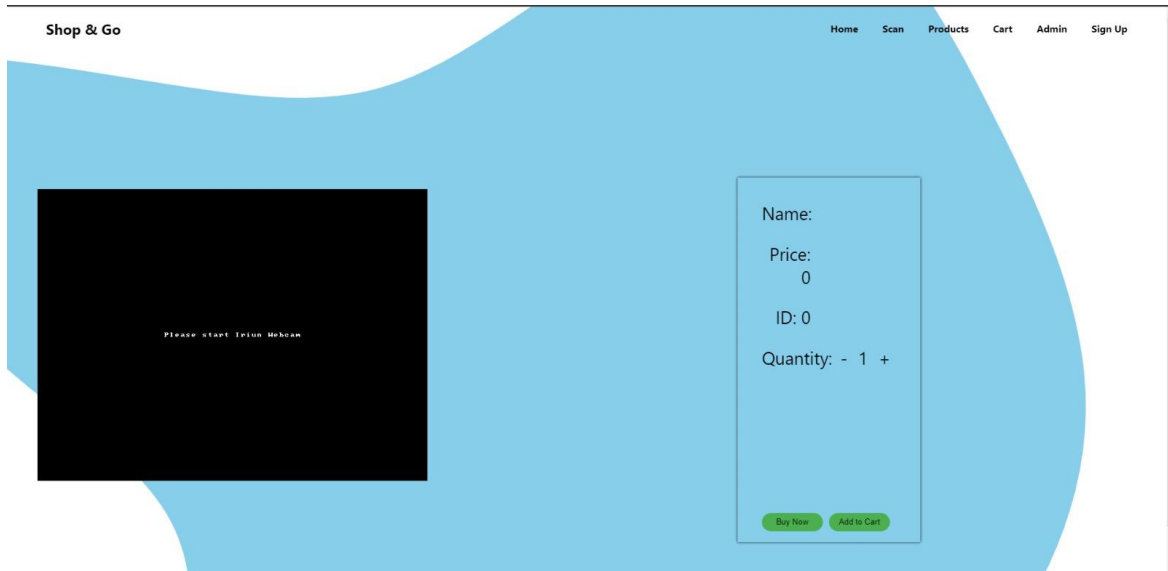 Shop & Go
Home Scan Products Cart Admin Sign Up
Please start Iriun Webcam
Name:
Price:
0
ID: 0
Quantity: - 1 +
Buy Now Add to Cart